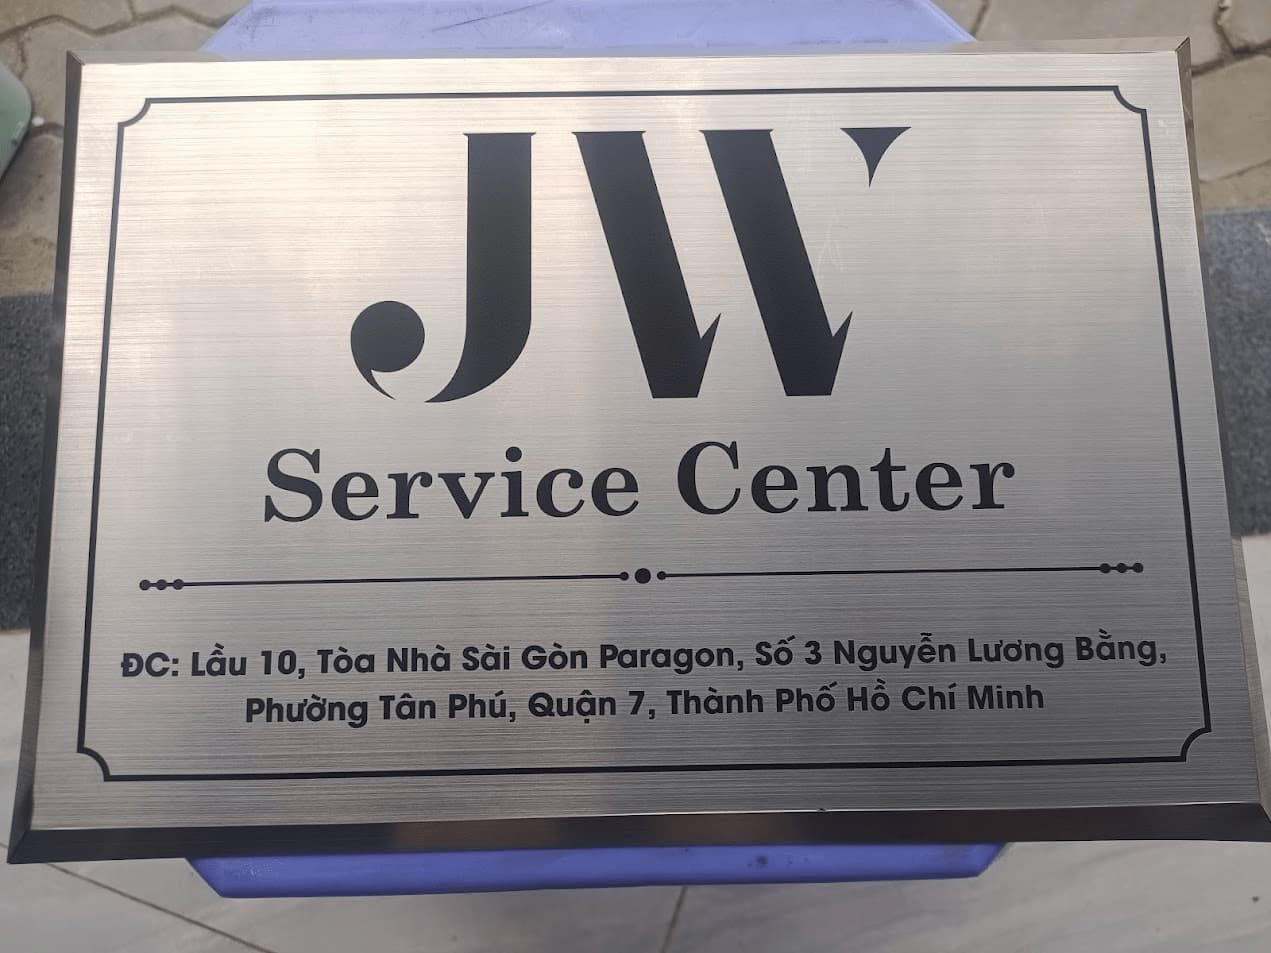 JW
Service Center
ĐC: Lầu 10, Tòa Nhà Sài Gòn Paragon, Số 3 Nguyễn Lương Bằng,
Phường Tân Phú, Quận 7, Thành Phố Hồ Chí Minh